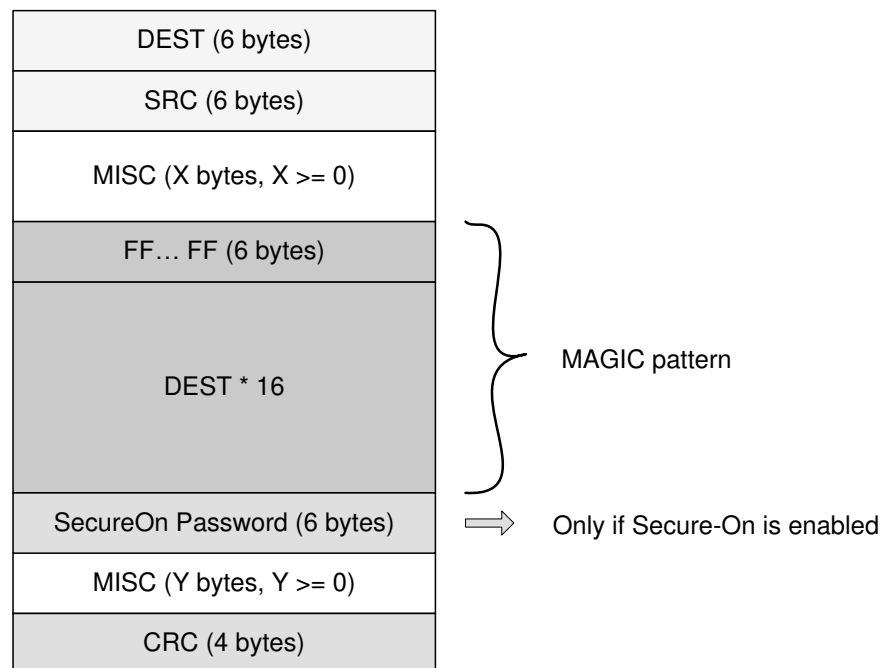 DEST (6 bytes)
SRC (6 bytes)
MISC (X bytes, X >= 0)
FF… FF (6 bytes)
DEST * 16
MAGIC pattern
SecureOn Password (6 bytes)
Only if Secure-On is enabled
MISC (Y bytes, Y >= 0)
CRC (4 bytes)